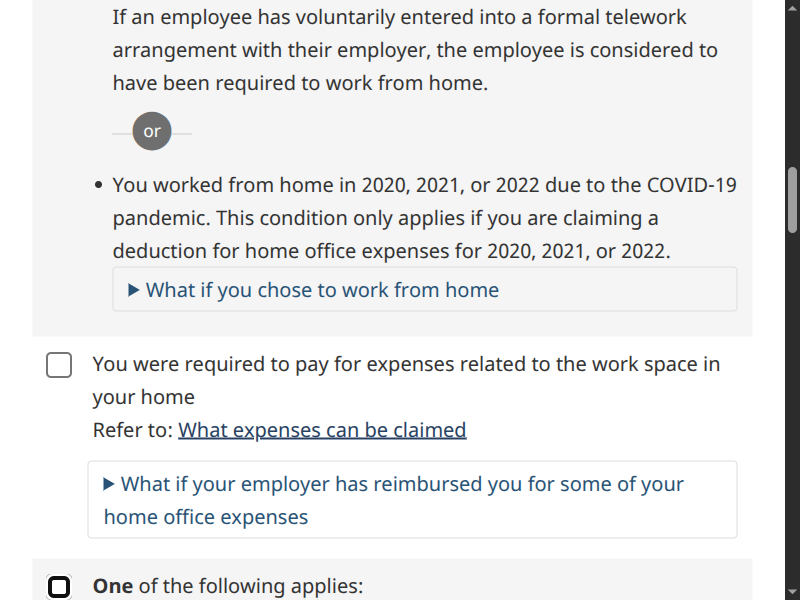 If an employee has voluntarily entered into a formal telework
arrangement with their employer, the employee is considered to
have been required to work from home.
or
• You worked from home in 2020, 2021, or 2022 due to the COVID-19
pandemic. This condition only applies if you are claiming a
deduction for home office expenses for 2020, 2021, or 2022.
▶ What if you chose to work from home
You were required to pay for expenses related to the work space in
your home
Refer to: What expenses can be claimed
▶ What if your employer has reimbursed you for some of your
home office expenses
One of the following applies: